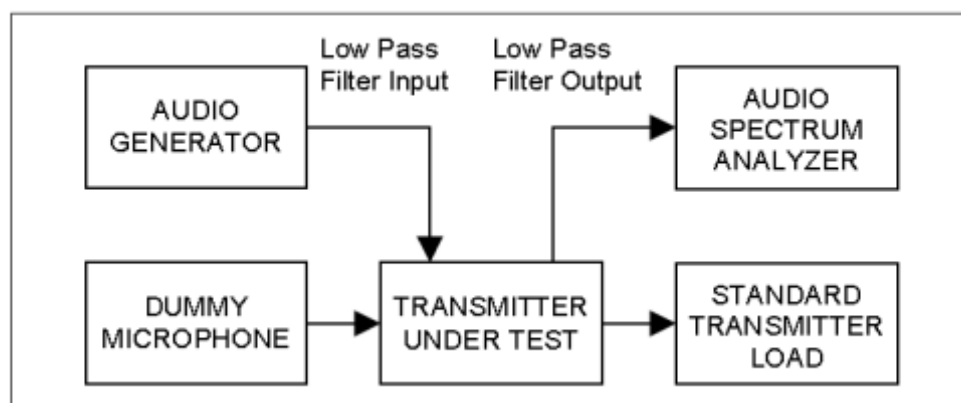 Low Pass
Filter Input
Low Pass
Filter Output
AUDIO
GENERATOR
AUDIO
SPECTRUM
ANALYZER
DUMMY
MICROPHONE
TRANSMITTER
UNDER TEST
STANDARD
TRANSMITTER
LOAD